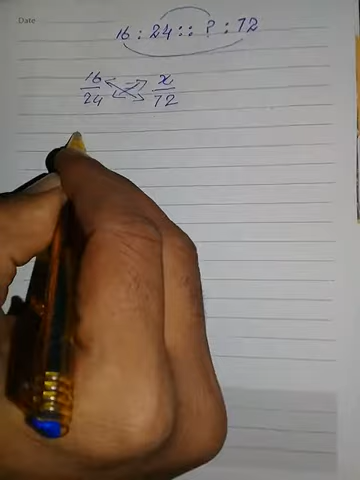 Date
16 : 24 :: ? : 72
16/24 = x/72